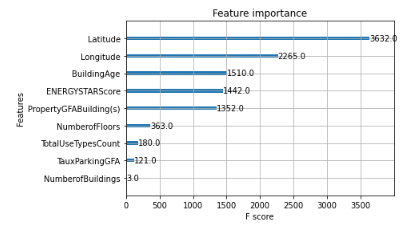 Feature importance
Latitude 3632.0
Longitude 2265.0
BuildingAge 1510.0
ENERGYSTARScore 1442.0
PropertyGFABuilding(s) 1352.0
NumberofFloors 363.0
TotalUseTypesCount 180.0
TauxParkingGFA 121.0
NumberofBuildings 3.0
Features
0 500 1000 1500 2000 2500 3000 3500
F score